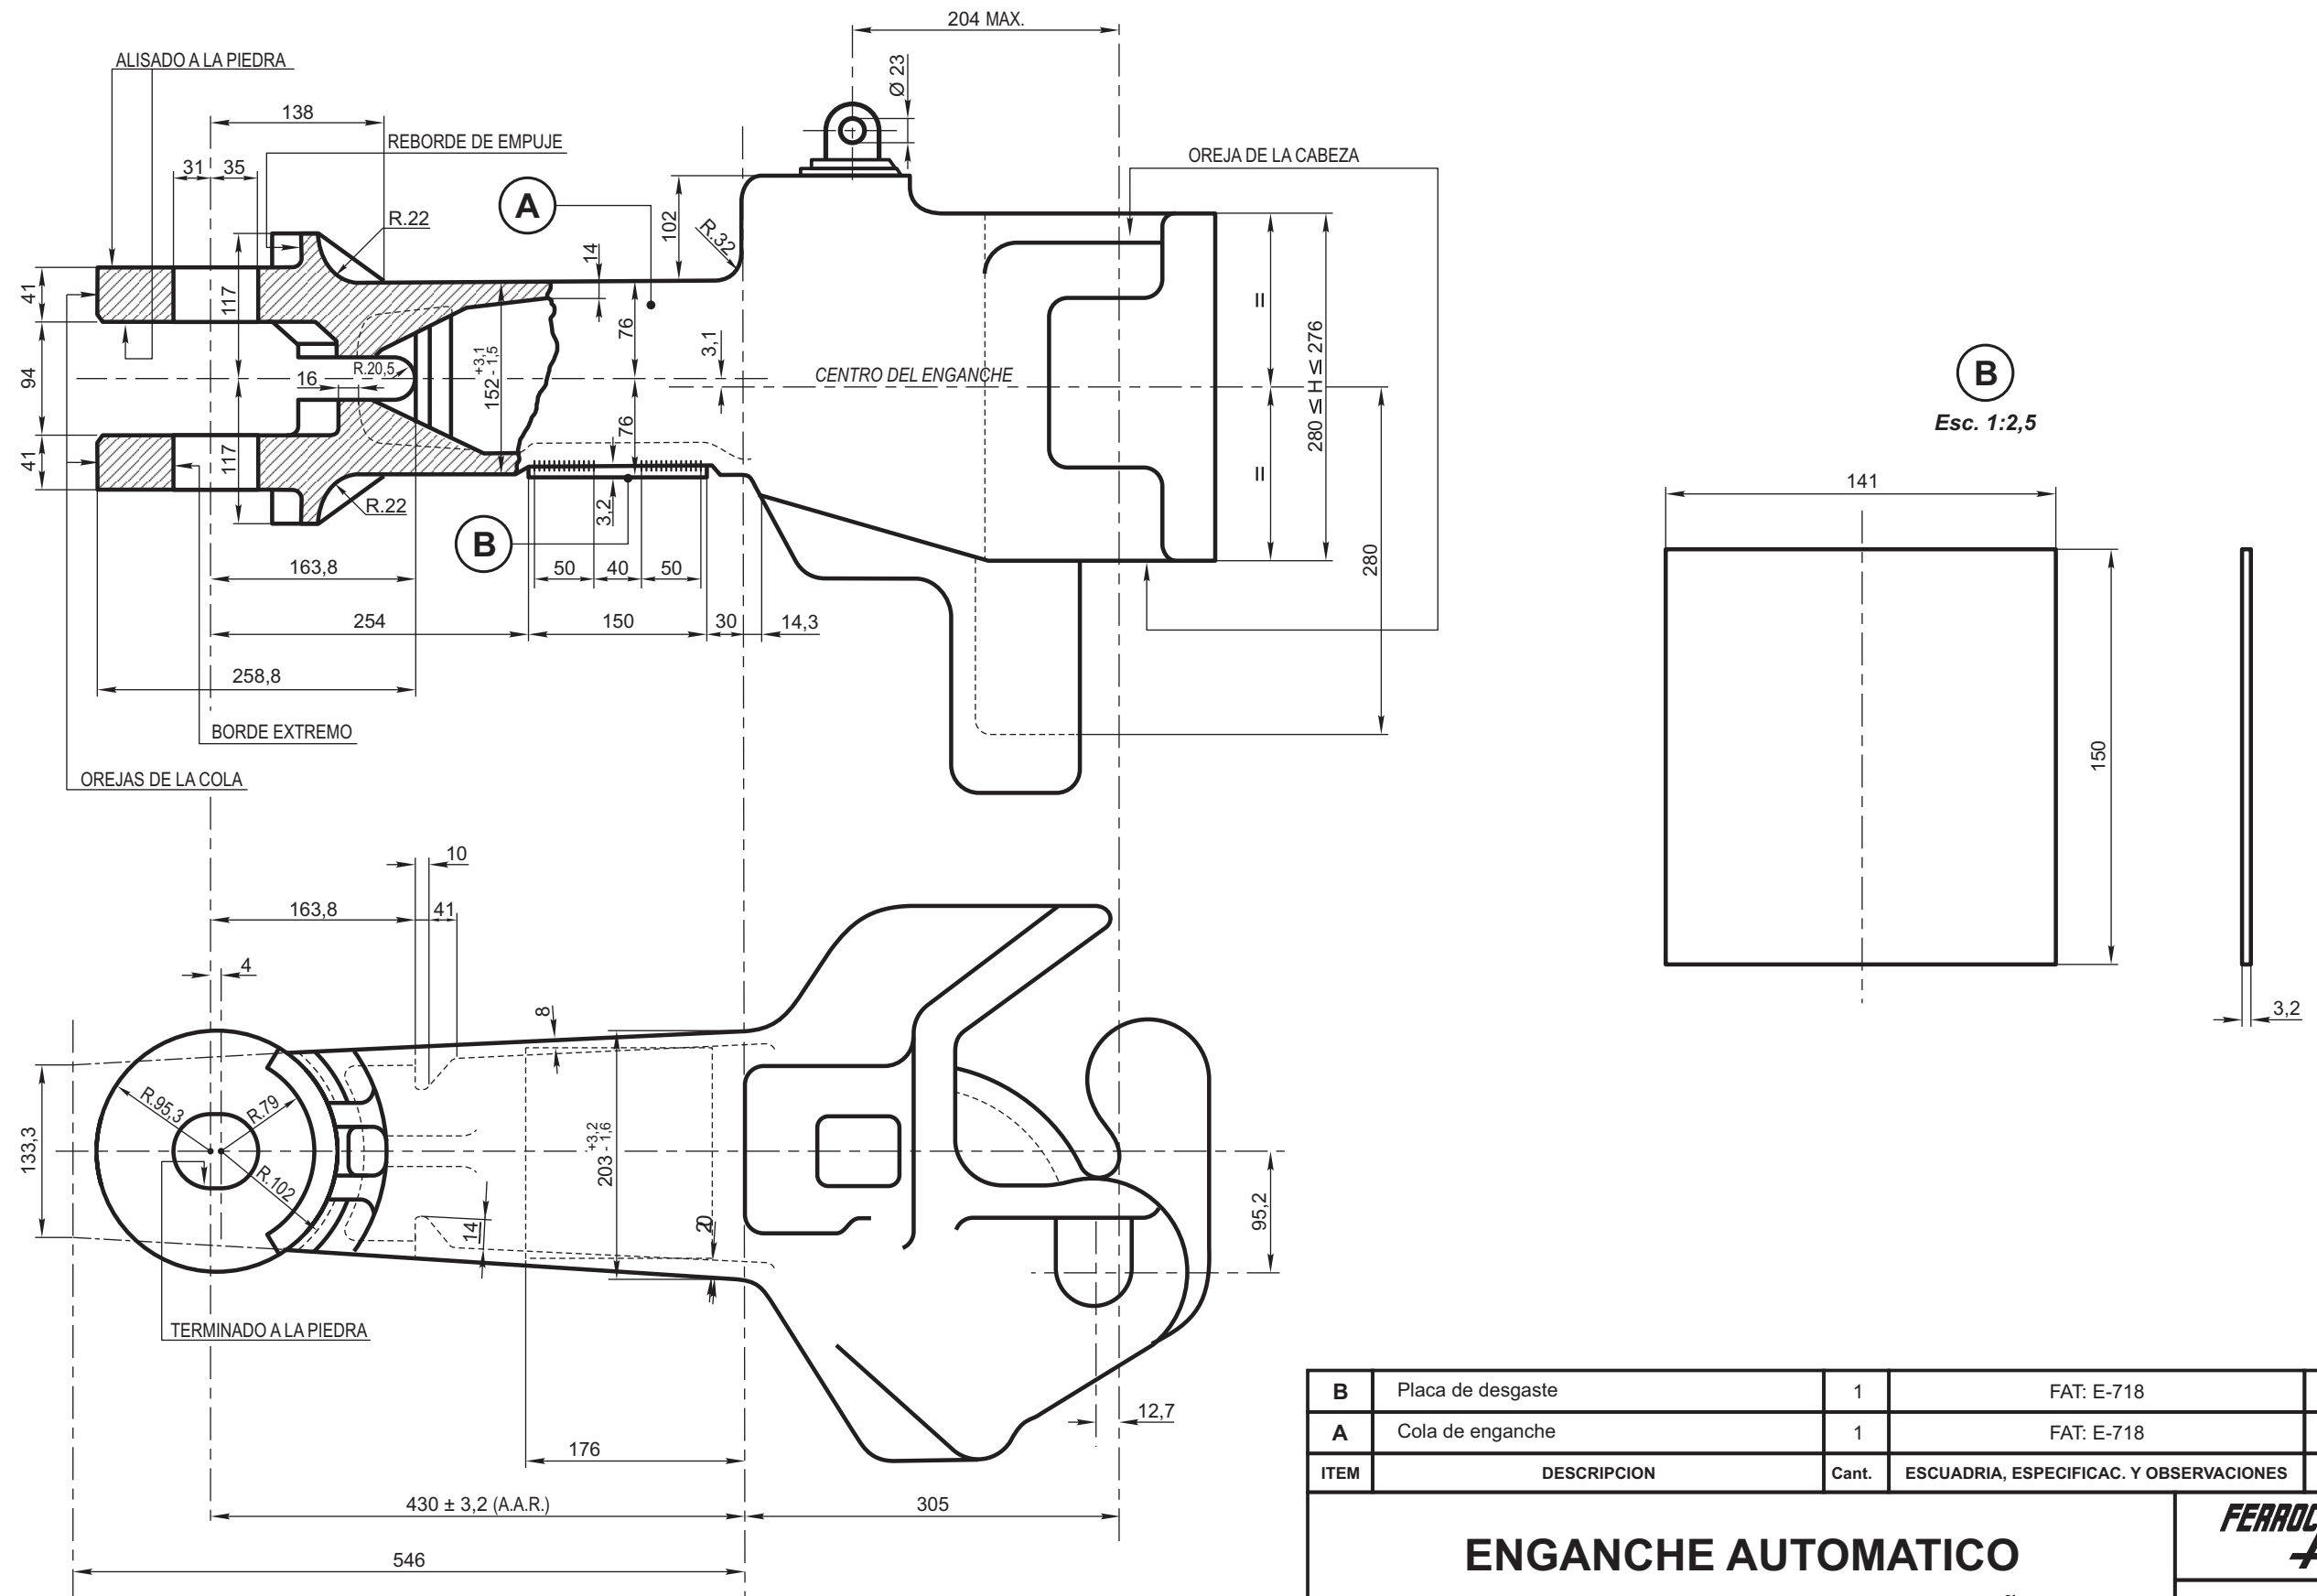 204 MAX.
ALISADO A LA PIEDRA
Ø 23
138
REBORDE DE EMPUJE
OREJA DE LA CABEZA
31
35
A
R.22
102
R.32
14
41
117
76
3,1
=
280 ≤ H ≤ 276
94
16
R.20,5
152 +3,1 - 1,5
CENTRO DEL ENGANCHE
B
Esc. 1:2,5
76
41
117
=
R.22
3,2
141
B
163,8
50
40
50
280
254
150
30
14,3
258,8
BORDE EXTREMO
150
OREJAS DE LA COLA
10
163,8
41
4
8
3,2
R.95,3
R.79
133,3
203 +3,2 - 1,6
R.102
95,2
14
20
TERMINADO A LA PIEDRA
12,7
176
430 ± 3,2 (A.A.R.)
305
546
B Placa de desgaste 1 FAT: E-718
A Cola de enganche 1 FAT: E-718
ITEM DESCRIPCION Cant. ESCUADRIA, ESPECIFICAC. Y OBSERVACIONES
ENGANCHE AUTOMATICO